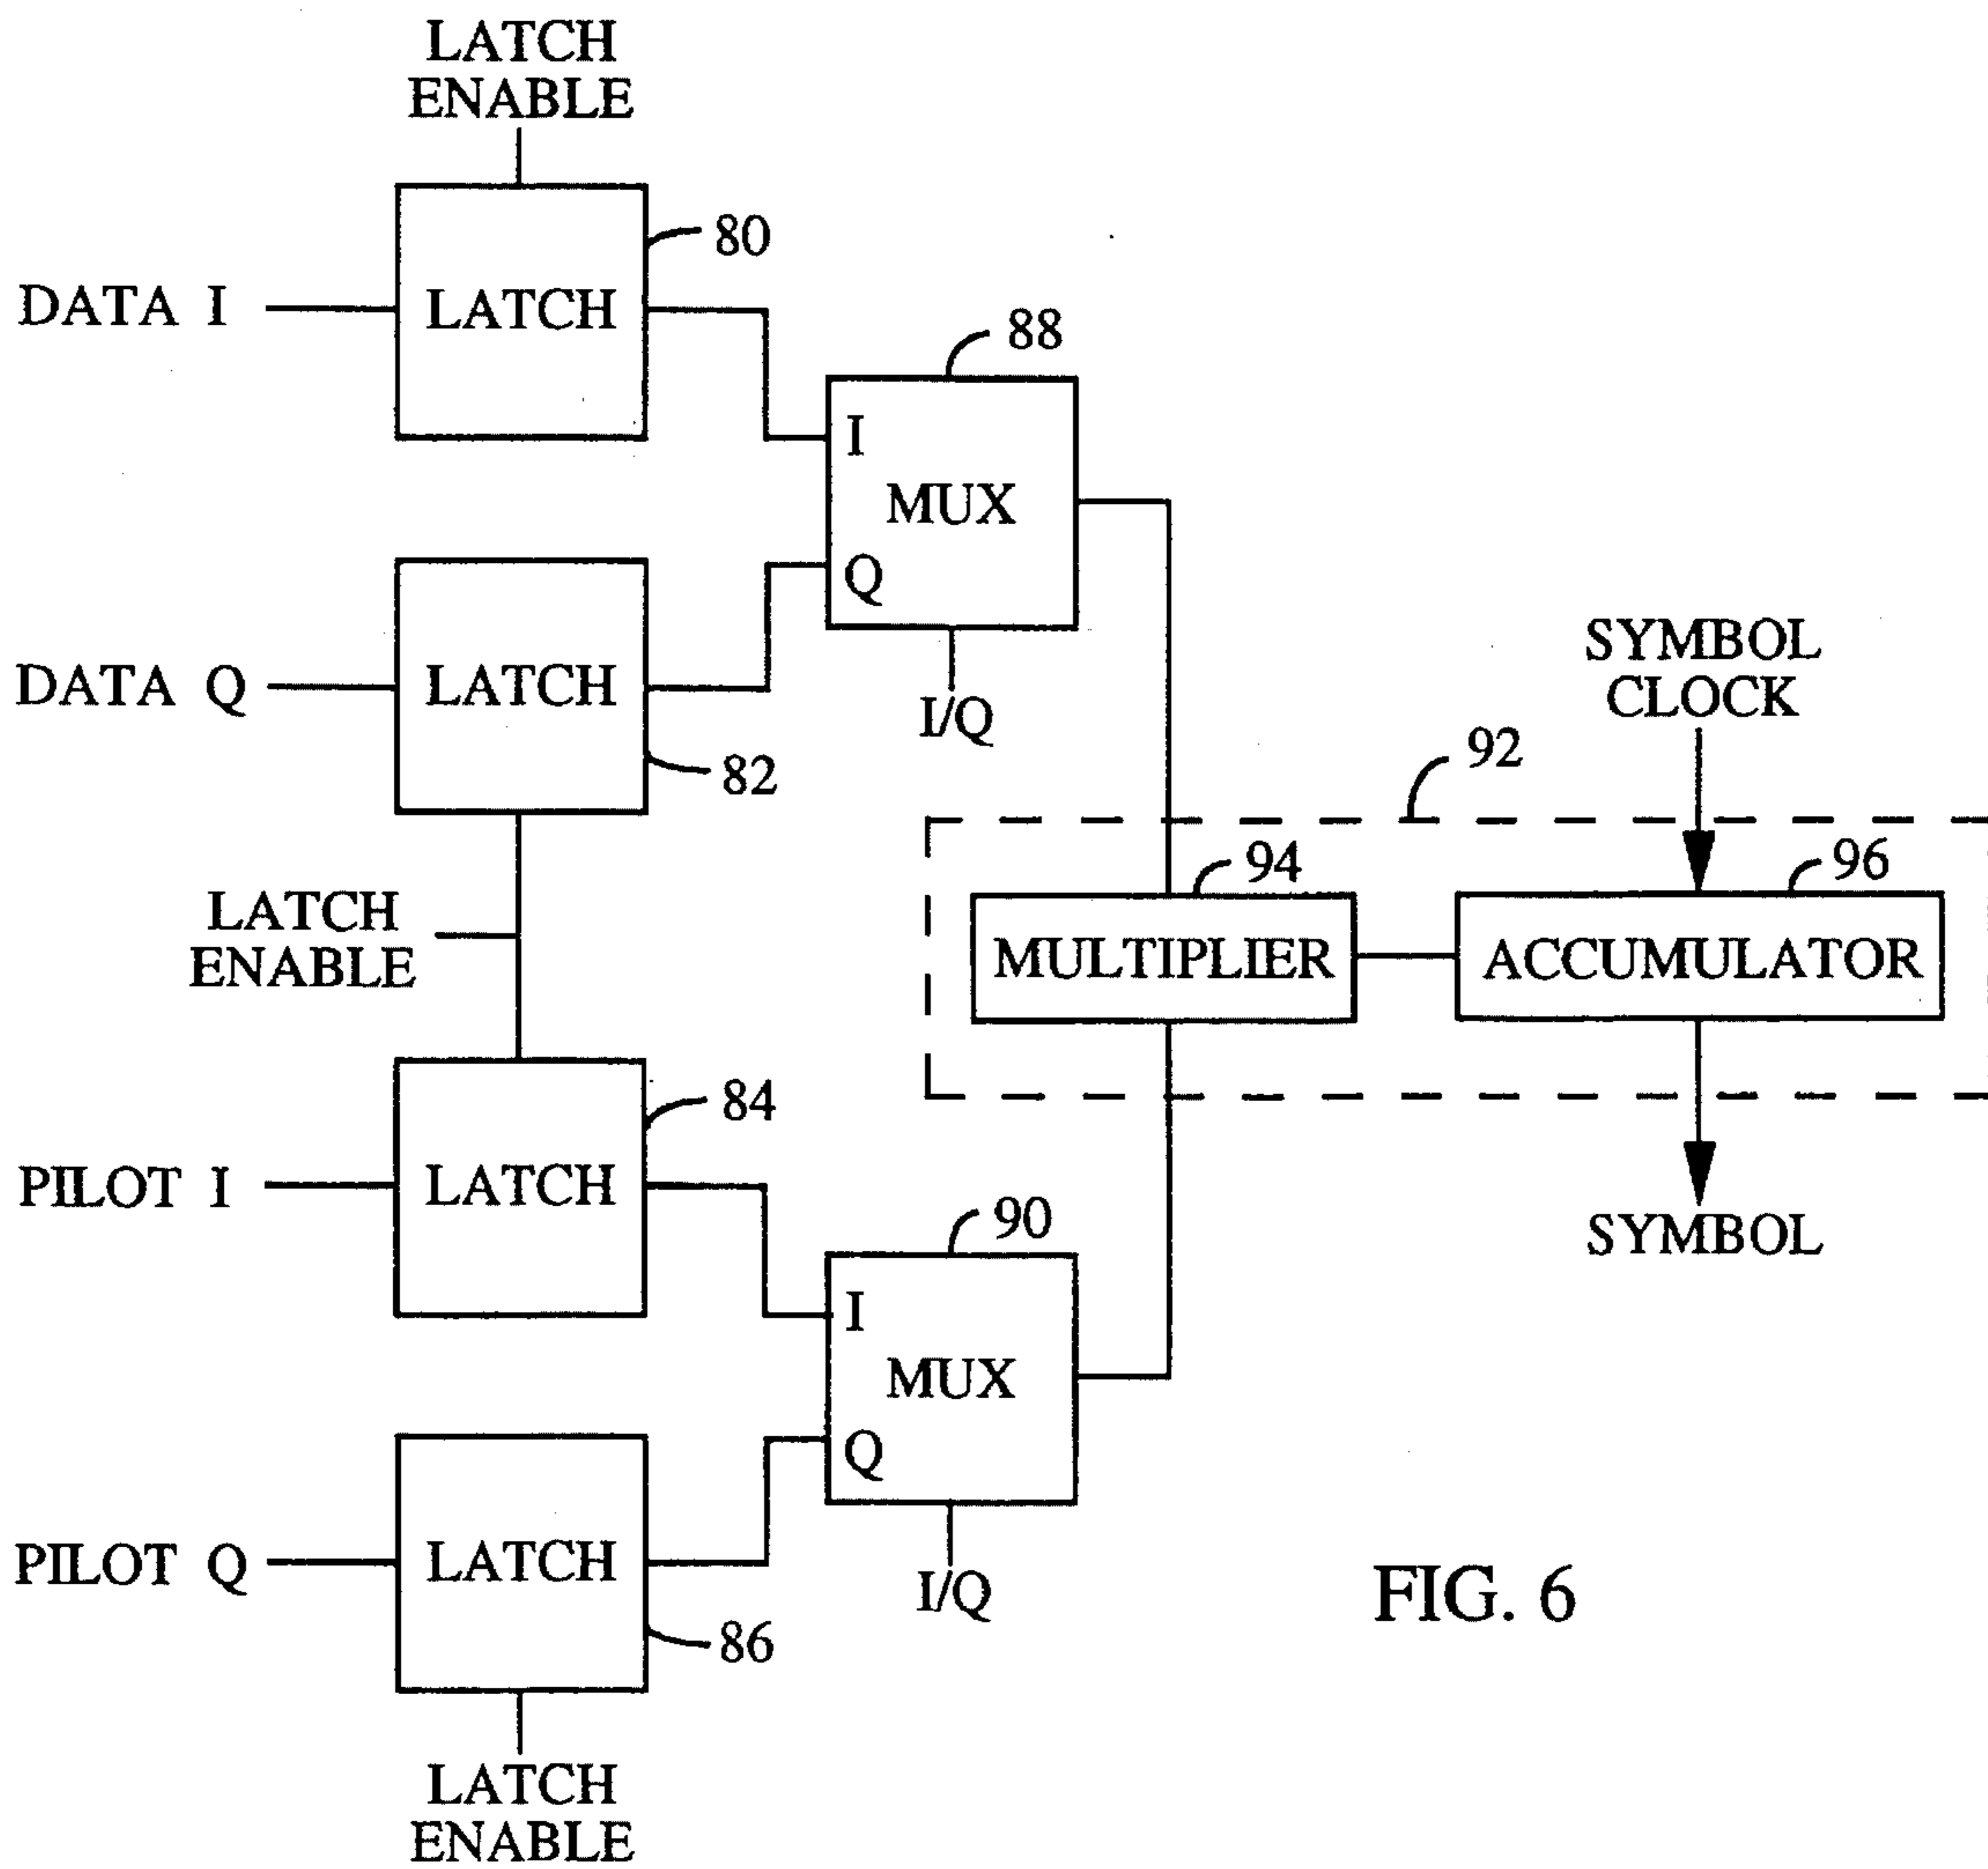 LATCH
ENABLE
80
DATA I
LATCH
88
I
MUX
Q
I/Q
DATA Q
LATCH
82
SYMBOL
CLOCK
92
LATCH
ENABLE
94
96
MULTIPLIER
ACCUMULATOR
84
PILOT I
LATCH
SYMBOL
90
I
MUX
Q
I/Q
PILOT Q
LATCH
86
LATCH
ENABLE
FIG. 6